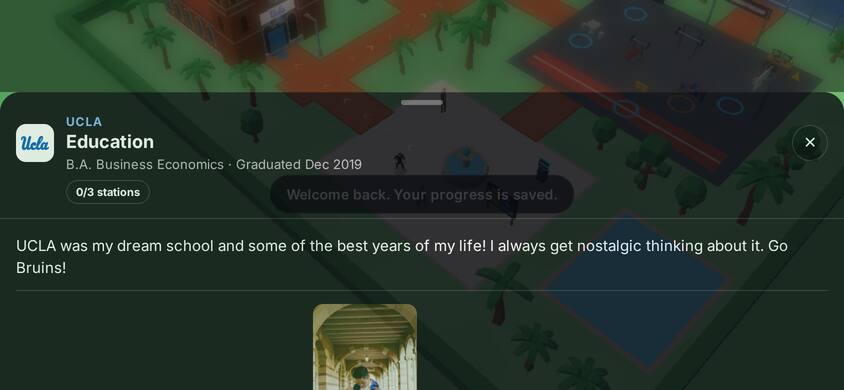 UCLA
Ucla
Education
B.A. Business Economics · Graduated Dec 2019
0/3 stations
Welcome back. Your progress is saved.
UCLA was my dream school and some of the best years of my life! I always get nostalgic thinking about it. Go
Bruins!